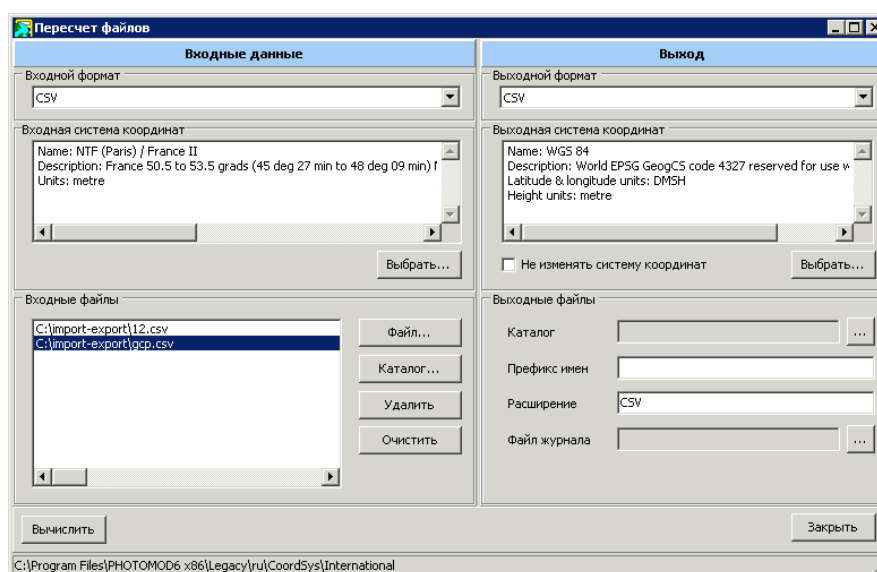 Пересчет файлов
Входные данные
Входной формат
CSV
Входная система координат
Name: NTF (Paris) / France II
Description: France 50.5 to 53.5 grads (45 deg 27 min to 48 deg 09 min)
Units: metre
Выбрать...
Входные файлы
C:\import-export\12.csv
C:\import-export\gcp.csv
Файл...
Каталог...
Удалить
Очистить
Выход
Выходной формат
CSV
Выходная система координат
Name: WGS 84
Description: World EPSG GeogCS code 4327 reserved for use
Latitude & longitude units: DMSH
Height units: metre
Не изменять систему координат
Выбрать...
Выходные файлы
Каталог
...
Префикс имен
Расширение
CSV
Файл журнала
...
Вычислить
Закрыть
C:\Program Files\PHOTOMOD6 x86\Legacy\ru\CoordSys\International